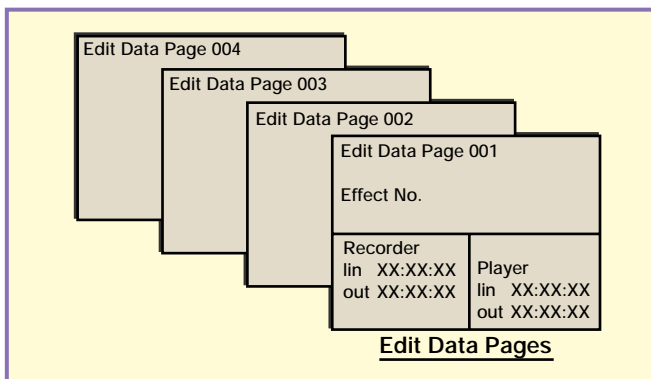 Edit Data Page 004
Edit Data Page 003
Edit Data Page 002
Edit Data Page 001
Effect No.
Recorder
lin XX:XX:XX
out XX:XX:XX
Player
lin XX:XX:XX
out XX:XX:XX
Edit Data Pages